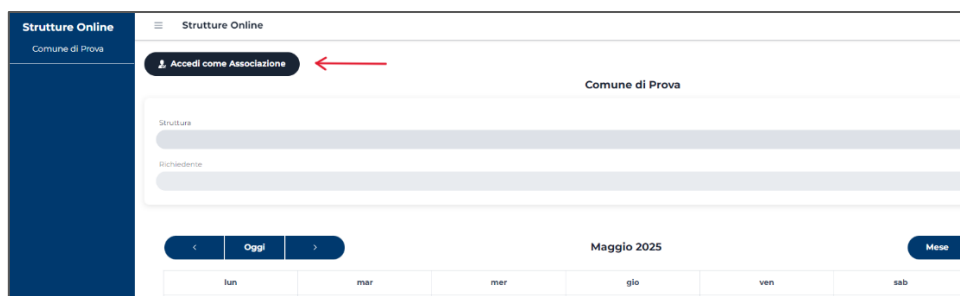 Strutture Online
Comune di Prova
Strutture Online
Accedi come Associazione
Comune di Prova
Struttura
Richiedente
< Oggi >
Maggio 2025
Mese
lun mar mer gio ven sab